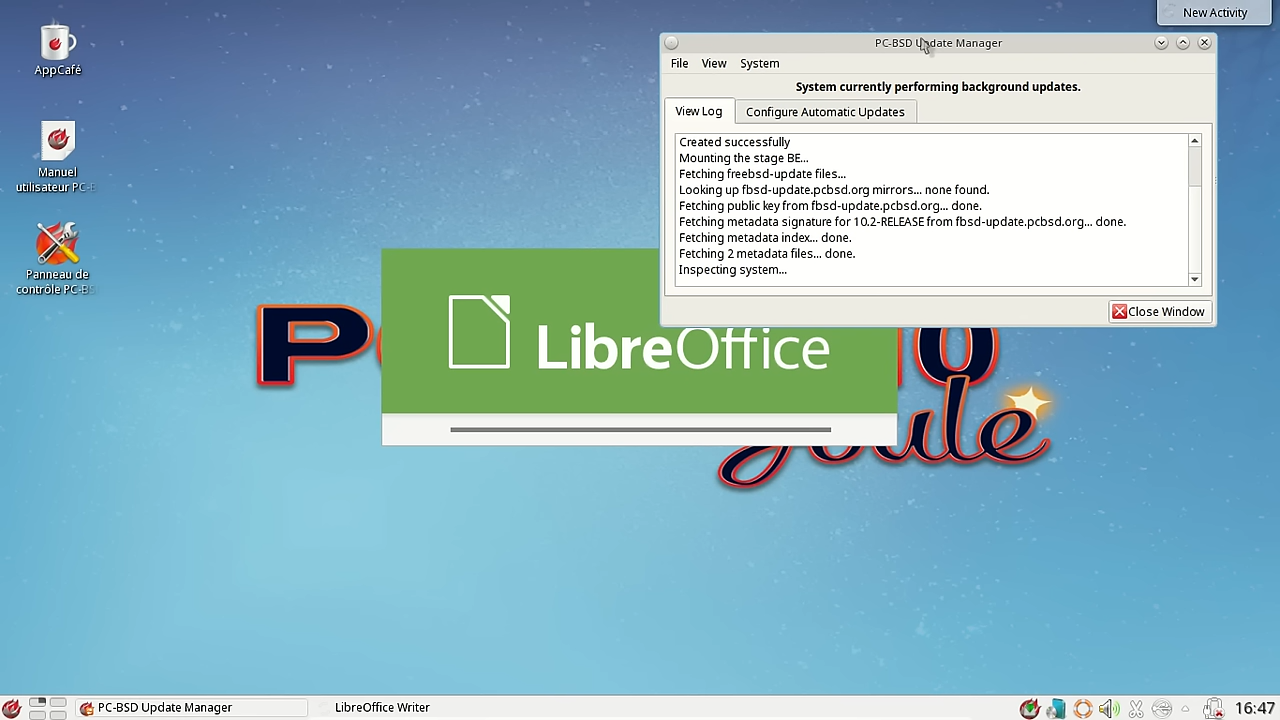 New Activity
PC-BSD Update Manager
File View System
System currently performing background updates.
View Log
Configure Automatic Updates
Created successfully
Mounting the stage BE...
Fetching freebsd-update files...
Looking up fbsd-update.pcbsd.org mirrors... none found.
Fetching public key from fbsd-update.pcbsd.org... done.
Fetching metadata signature for 10.2-RELEASE from fbsd-update.pcbsd.org... done.
Fetching metadata index... done.
Fetching 2 metadata files... done.
Inspecting system...
Close Window
AppCafé
Manuel
utilisateur PC-
Panneau de
contrôle PC-B
LibreOffice
P
Joule
PC-BSD Update Manager
LibreOffice Writer
16:47